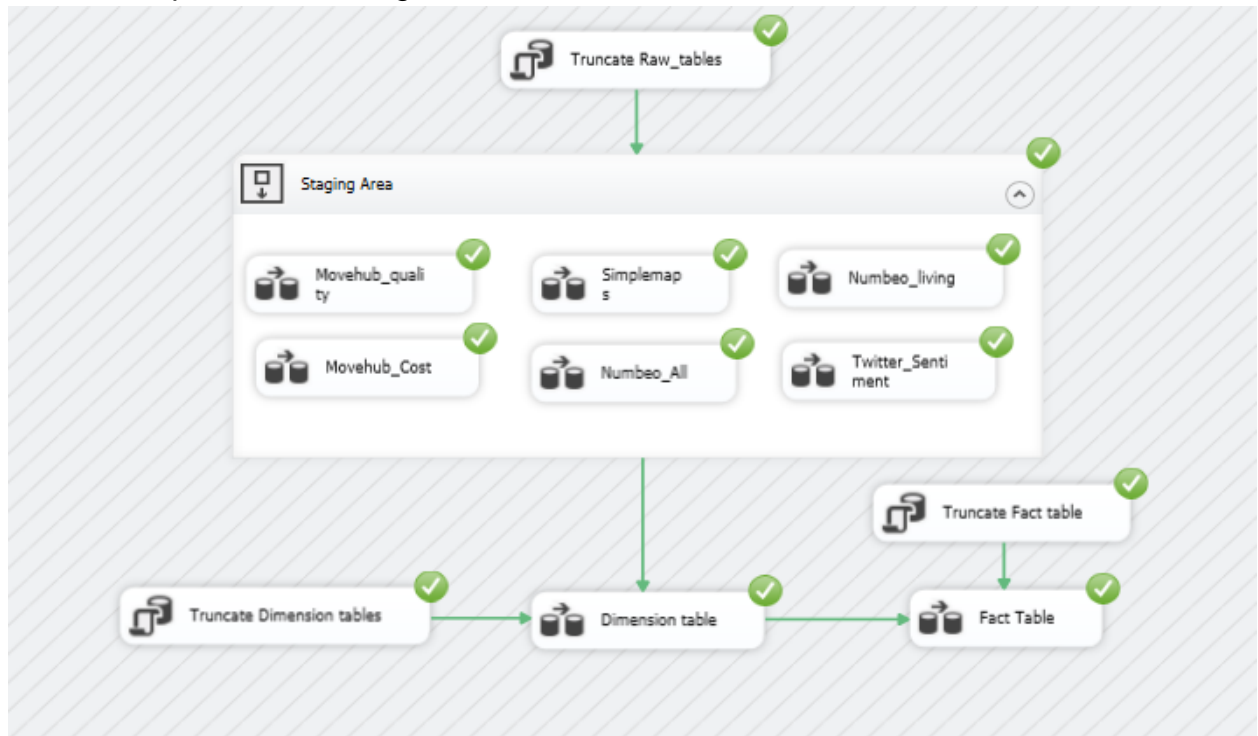 Truncate Raw_tables
Staging Area
Movehub_quali
ty
Simplemap
s
Numbeo_living
Movehub_Cost
Numbeo_All
Twitter_Senti
ment
Truncate Fact table
Truncate Dimension tables
Dimension table
Fact Table